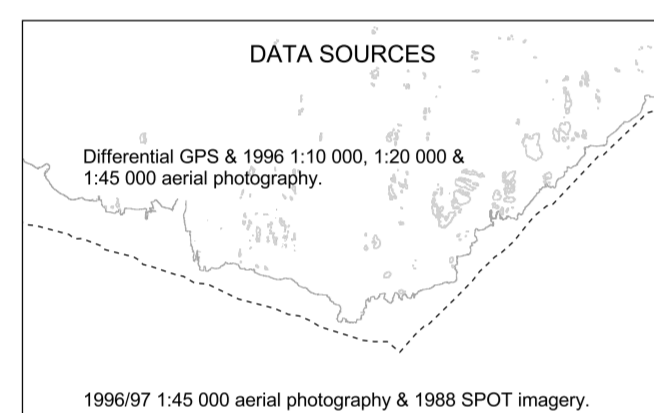 DATA SOURCES
Differential GPS & 1996 1:10 000, 1:20 000 &
1:45 000 aerial photography.
1996/97 1:45 000 aerial photography & 1988 SPOT imagery.